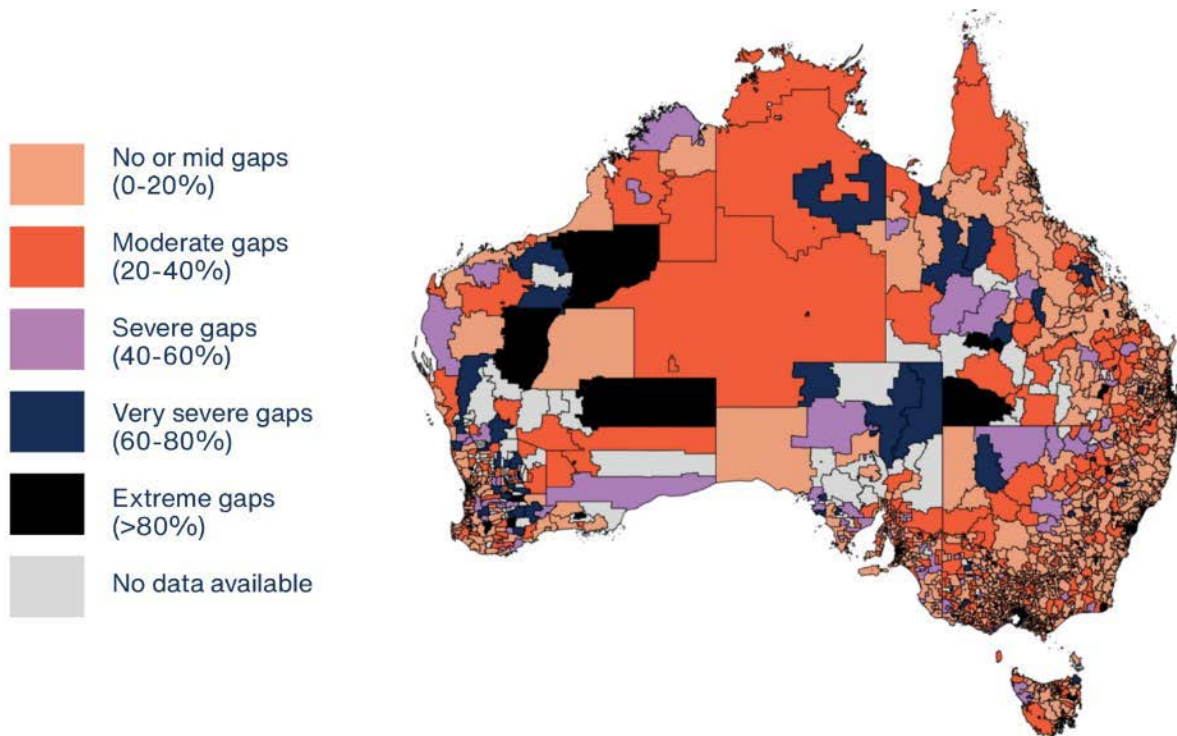 No or mid gaps
(0-20%)
Moderate gaps
(20-40%)
Severe gaps
(40-60%)
Very severe gaps
(60-80%)
Extreme gaps
(>80%)
No data available